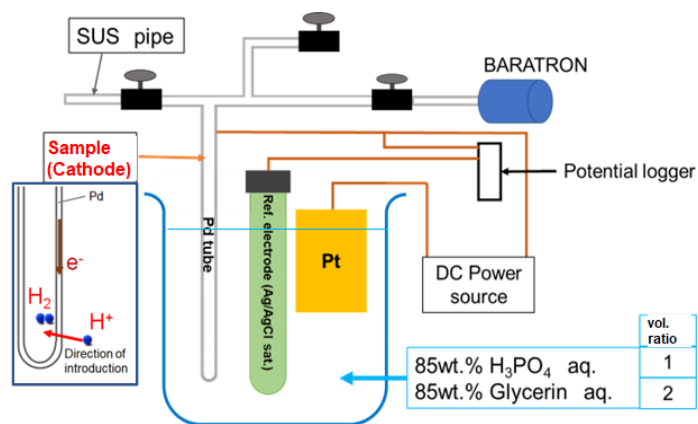 SUS pipe
BARATRON
Sample
(Cathode)
Potential logger
Pd
Pd tube
Ref. electrode (Ag/AgCl sat.)
Pt
e-
H₂
H⁺
Direction of
introduction
DC Power
source
vol.
ratio
85wt.% H₃PO₄ aq. 1
85wt.% Glycerin aq. 2